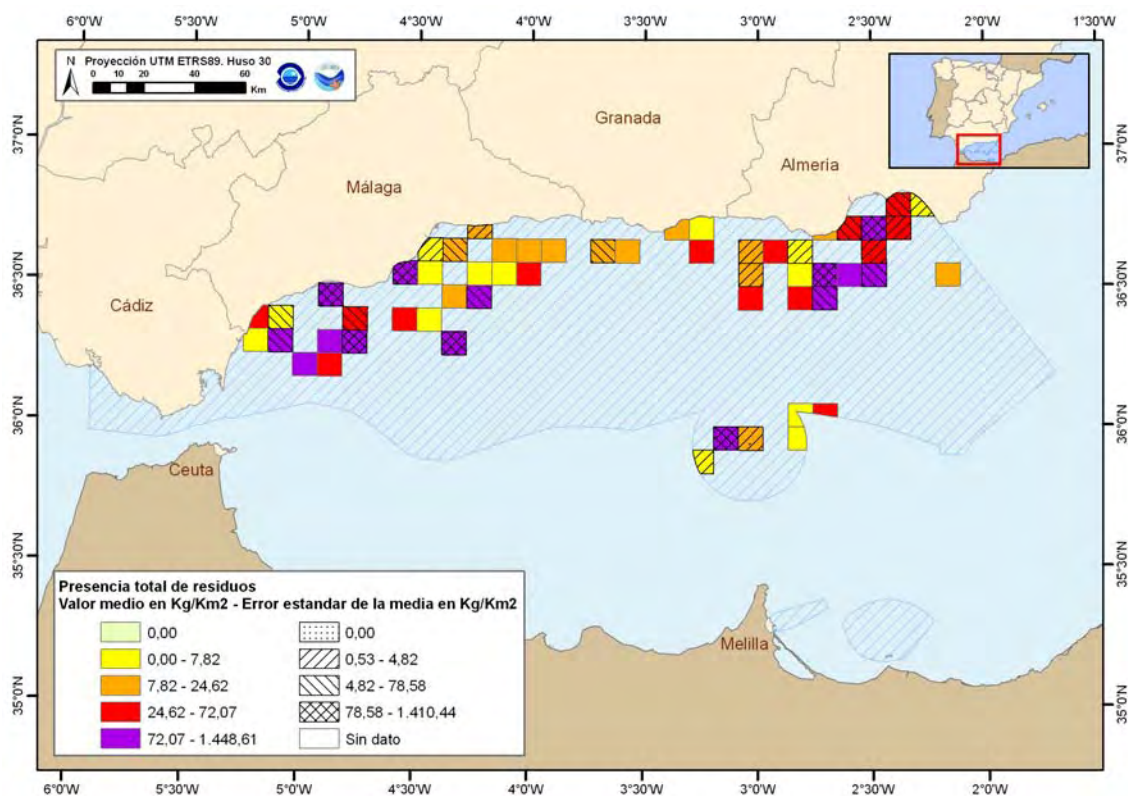 6°0'W 5°30'W 5°0'W 4°30'W 4°0'W 3°30'W 3°0'W 2°30'W 2°0'W 1°30'W
N Proyección UTM ETRS89. Huso 30
0 10 20 40 60
Km
37°0'N 37°0'N
Granada
Almería
Málaga
36°30'N 36°30'N
Cádiz
36°0'N 36°0'N
Ceuta
35°30'N 35°30'N
Presencia total de residuos
Valor medio en Kg/Km2 - Error estandar de la media en Kg/Km2
0,00 0,00
0,00 - 7,82 0,53 - 4,82
7,82 - 24,62 4,82 - 78,58
24,62 - 72,07 78,58 - 1.410,44
72,07 - 1.448,61 Sin dato
Melilla
35°0'N 35°0'N
6°0'W 5°30'W 5°0'W 4°30'W 4°0'W 3°30'W 3°0'W 2°30'W 2°0'W